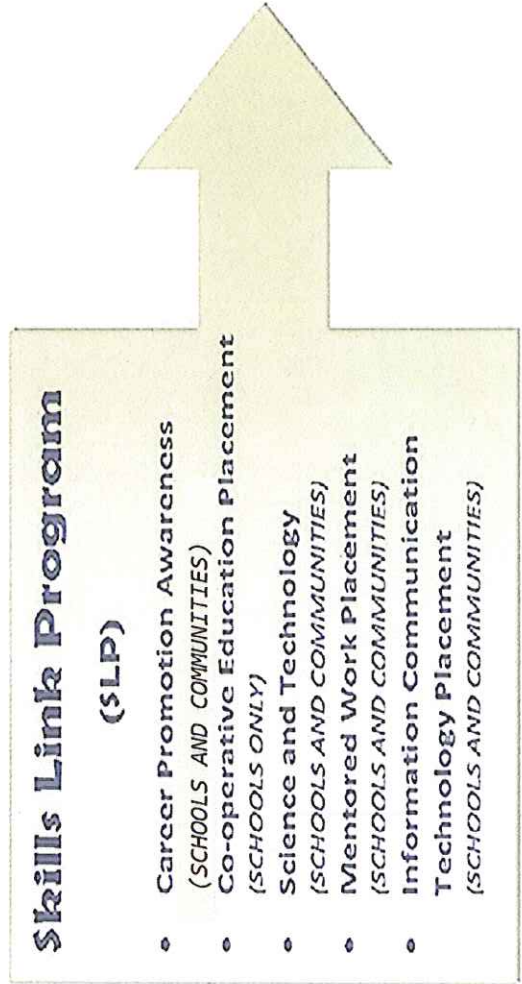 Skills Link Program
(SLP)
• Career Promotion Awareness
(SCHOOLS AND COMMUNITIES)
• Co-operative Education Placement
(SCHOOLS ONLY)
• Science and Technology
(SCHOOLS AND COMMUNITIES)
• Mentored Work Placement
(SCHOOLS AND COMMUNITIES)
• Information Communication
Technology Placement
(SCHOOLS AND COMMUNITIES)